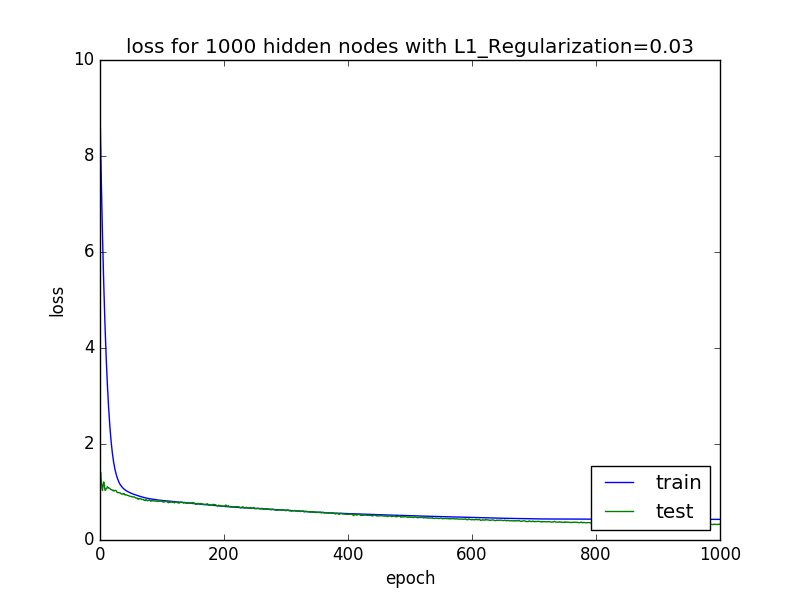 loss for 1000 hidden nodes with L1_Regularization=0.03
10
8
6
4
2
0
loss
train
test
0 200 400 600 800 1000
epoch